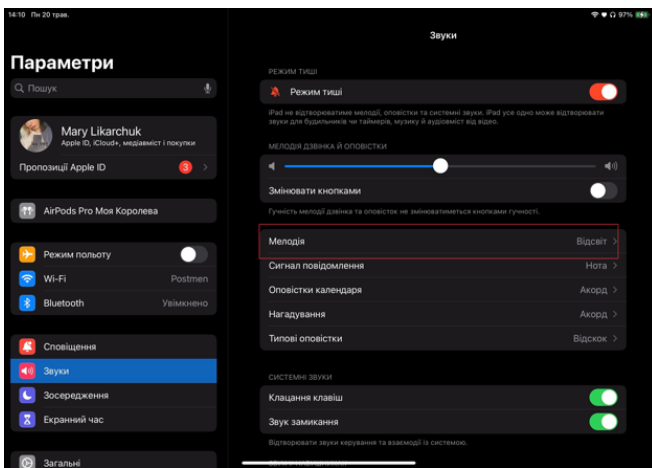 14:10 Пн 20 трав.
97%
Параметри
Пошук
Mary Likarchuk
Apple ID, iCloud+, медіавміст і покупки
Пропозиції Apple ID 3
AirPods Pro Моя Королева
Режим польоту
Wi-Fi Postmen
Bluetooth Увімкнено
Сповіщення
Звуки
Зосередження
Екранний час
Загальні
Звуки
РЕЖИМ ТИШІ
Режим тиші
iPad не відтворюватиме мелодії, оповістки та системні звуки. iPad усе одно може відтворювати
звуки для будильників чи таймерів, музику й аудіовміст від відео.
МЕЛОДІЯ ДЗВІНКА Й ОПОВІСТКИ
Змінювати кнопками
Гучність мелодії дзвінка та оповісток не змінюватиметься кнопками гучності.
Мелодія Відсвіт
Сигнал повідомлення Нота
Оповістки календаря Акорд
Нагадування Акорд
Типові оповістки Відскок
СИСТЕМНІ ЗВУКИ
Клацання клавіш
Звук замикання
Відтворювати звуки керування та взаємодії із системою.